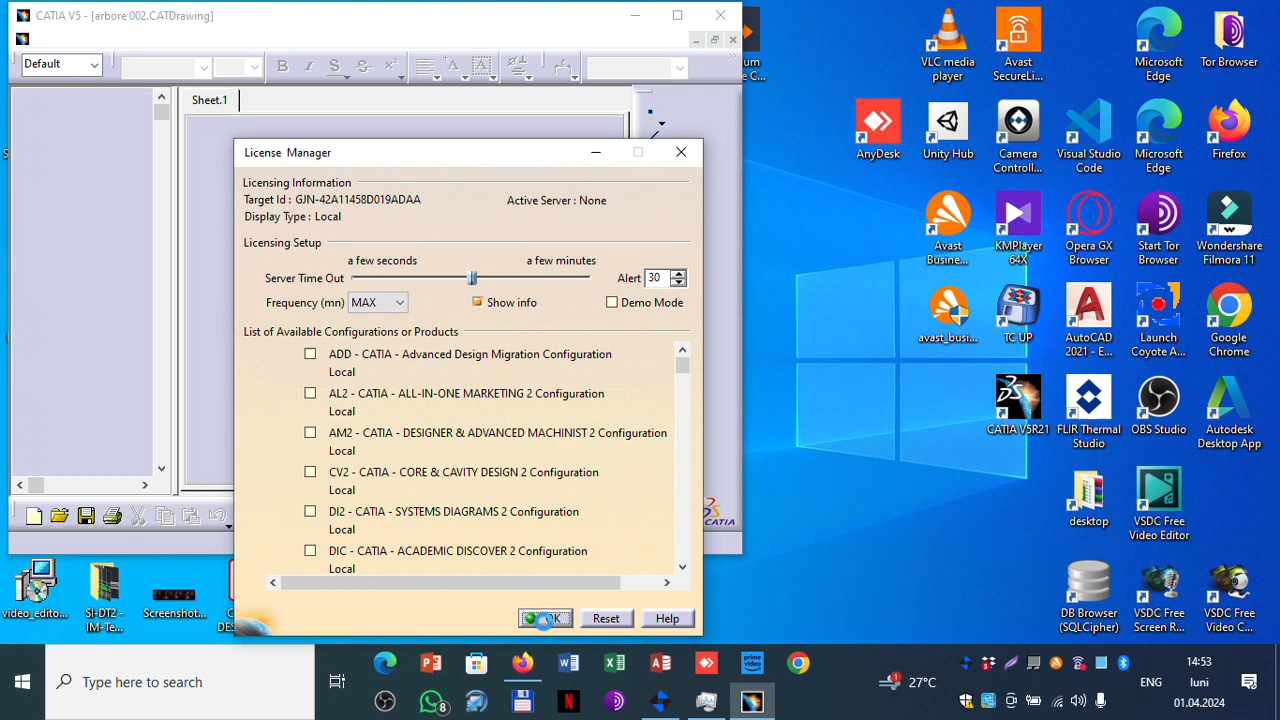 CATIA V5 - [arbore 002.CATDrawing]
Default
Sheet.1
License Manager
Licensing Information
Target Id : GJN-42A11458D019ADAA
Active Server : None
Display Type : Local
Licensing Setup
a few seconds
a few minutes
Server Time Out
Alert 30
Frequency (mn) MAX
Show info
Demo Mode
List of Available Configurations or Products
ADD - CATIA - Advanced Design Migration Configuration
Local
AL2 - CATIA - ALL-IN-ONE MARKETING 2 Configuration
Local
AM2 - CATIA - DESIGNER & ADVANCED MACHINIST 2 Configuration
Local
CV2 - CATIA - CORE & CAVITY DESIGN 2 Configuration
Local
DI2 - CATIA - SYSTEMS DIAGRAMS 2 Configuration
Local
DIC - CATIA - ACADEMIC DISCOVER 2 Configuration
Local
Reset
Help
CATIA
VLC media
player
Avast
SecureLi...
Microsoft
Edge
Tor Browser
AnyDesk
Unity Hub
Camera
Controll...
Visual Studio
Code
Microsoft
Edge
Firefox
Avast
Busine...
KMPlayer
64X
Opera GX
Browser
Start Tor
Browser
Wondershare
Filmora 11
avast_busi...
TC UP
AutoCAD
2021 - E...
Launch
Coyote A...
Google
Chrome
CATIA V5R21
FLIR Thermal
Studio
OBS Studio
Autodesk
Desktop App
desktop
VSDC Free
Video Editor
DB Browser
(SQLCipher)
VSDC Free
Screen R...
VSDC Free
Video C...
video_edito...
SI-DT2 -
IM-Te...
Screenshot...
Type here to search
27°C
ENG
14:53
luni
01.04.2024